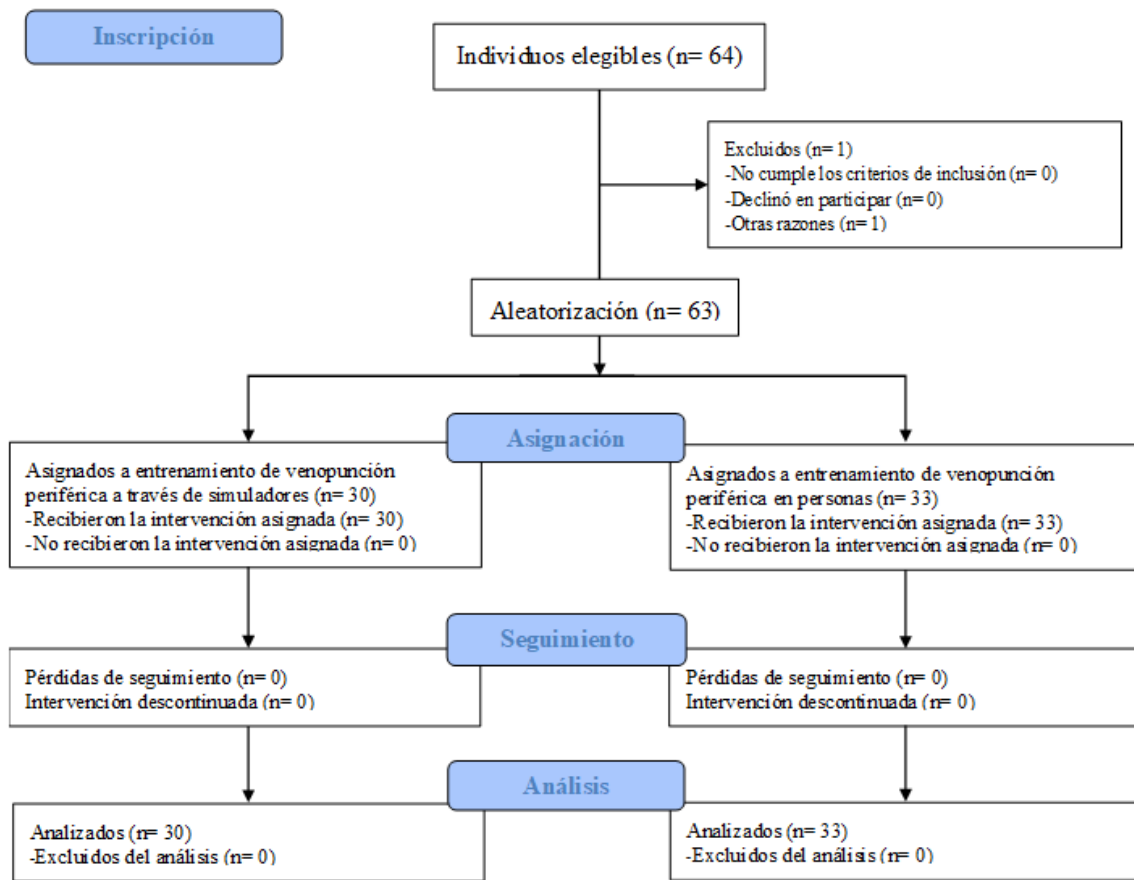 Inscripción
Individuos elegibles (n= 64)
Excluidos (n= 1)
-No cumple los criterios de inclusión (n= 0)
-Declinó en participar (n= 0)
-Otras razones (n= 1)
Aleatorización (n= 63)
Asignación
Asignados a entrenamiento de venopunción
periférica a través de simuladores (n= 30)
-Recibieron la intervención asignada (n= 30)
-No recibieron la intervención asignada (n= 0)
Asignados a entrenamiento de venopunción
periférica en personas (n= 33)
-Recibieron la intervención asignada (n= 33)
-No recibieron la intervención asignada (n= 0)
Seguimiento
Pérdidas de seguimiento (n= 0)
Intervención descontinuada (n= 0)
Pérdidas de seguimiento (n= 0)
Intervención descontinuada (n= 0)
Análisis
Analizados (n= 30)
-Excluidos del análisis (n= 0)
Analizados (n= 33)
-Excluidos del análisis (n= 0)